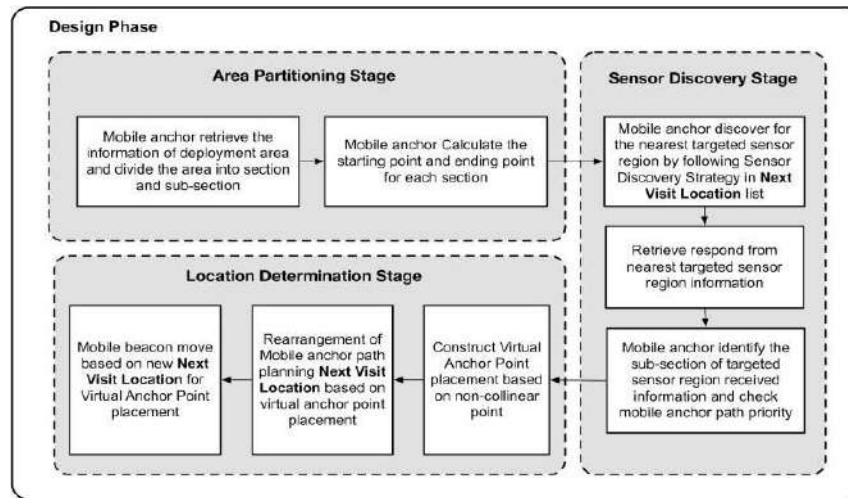 Design Phase
Area Partitioning Stage
Mobile anchor retrieve the
information of deployment area
and divide the area into section
and sub-section
Mobile anchor Calculate the
starting point and ending point
for each section
Sensor Discovery Stage
Mobile anchor discover for
the nearest targeted sensor
region by following Sensor
Discovery Strategy in Next
Visit Location list
Retrieve respond from
nearest targeted sensor
region information
Mobile anchor identify the
sub-section of targeted
sensor region received
information and check
mobile anchor path priority
Location Determination Stage
Construct Virtual
Anchor Point
placement based
on non-collinear
point
Rearrangement of
Mobile anchor path
planning Next Visit
Location based on
virtual anchor point
placement
Mobile beacon move
based on new Next
Visit Location for
Virtual Anchor Point
placement